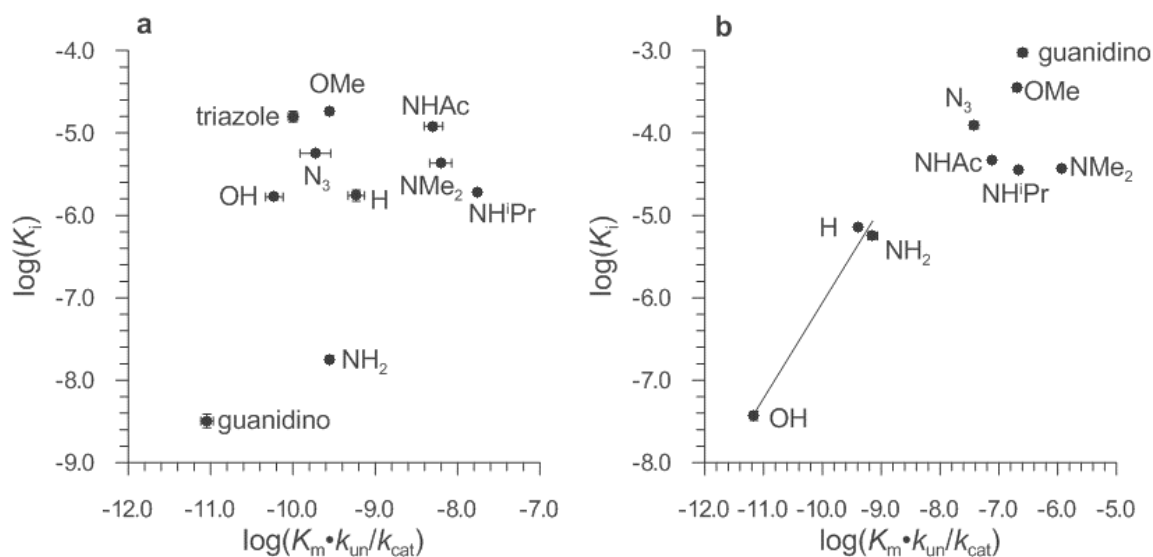 a
-4.0
-5.0
-6.0
-7.0
-8.0
-9.0
log(Kᵢ)
OMe
triazole
NHAc
N₃
NMe₂
OH
H
NHⁱPr
NH₂
guanidino
-12.0 -11.0 -10.0 -9.0 -8.0 -7.0
log(Kₘ•kᵤₙ/k_cat)
b
-3.0
-4.0
-5.0
-6.0
-7.0
-8.0
log(Kᵢ)
guanidino
OMe
N₃
NHAc
NMe₂
NHⁱPr
H
NH₂
OH
-12.0 -11.0 -10.0 -9.0 -8.0 -7.0 -6.0 -5.0
log(Kₘ•kᵤₙ/k_cat)